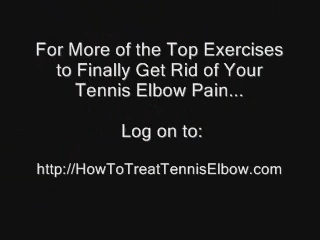 For More of the Top Exercises
to Finally Get Rid of Your
Tennis Elbow Pain...
Log on to:
http://HowToTreatTennisElbow.com